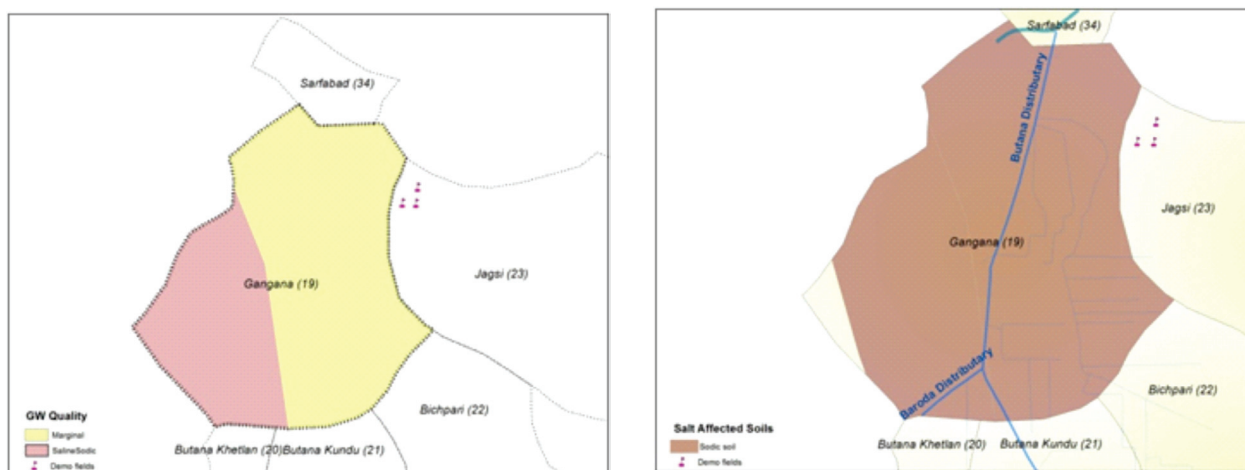 Sarfabad (34)
Gangana (19)
Jagsi (23)
Bichpari (22)
Butana Khetlan (20)
Butana Kundu (21)
GW Quality
Marginal
SalineSodic
Demo fields
Sarfabad (34)
Butana Distributary
Jagsi (23)
Gangana (19)
Baroda Distributary
Bichpari (22)
Butana Khetlan (20)
Butana Kundu (21)
Salt Affected Soils
Sodic soil
Demo fields